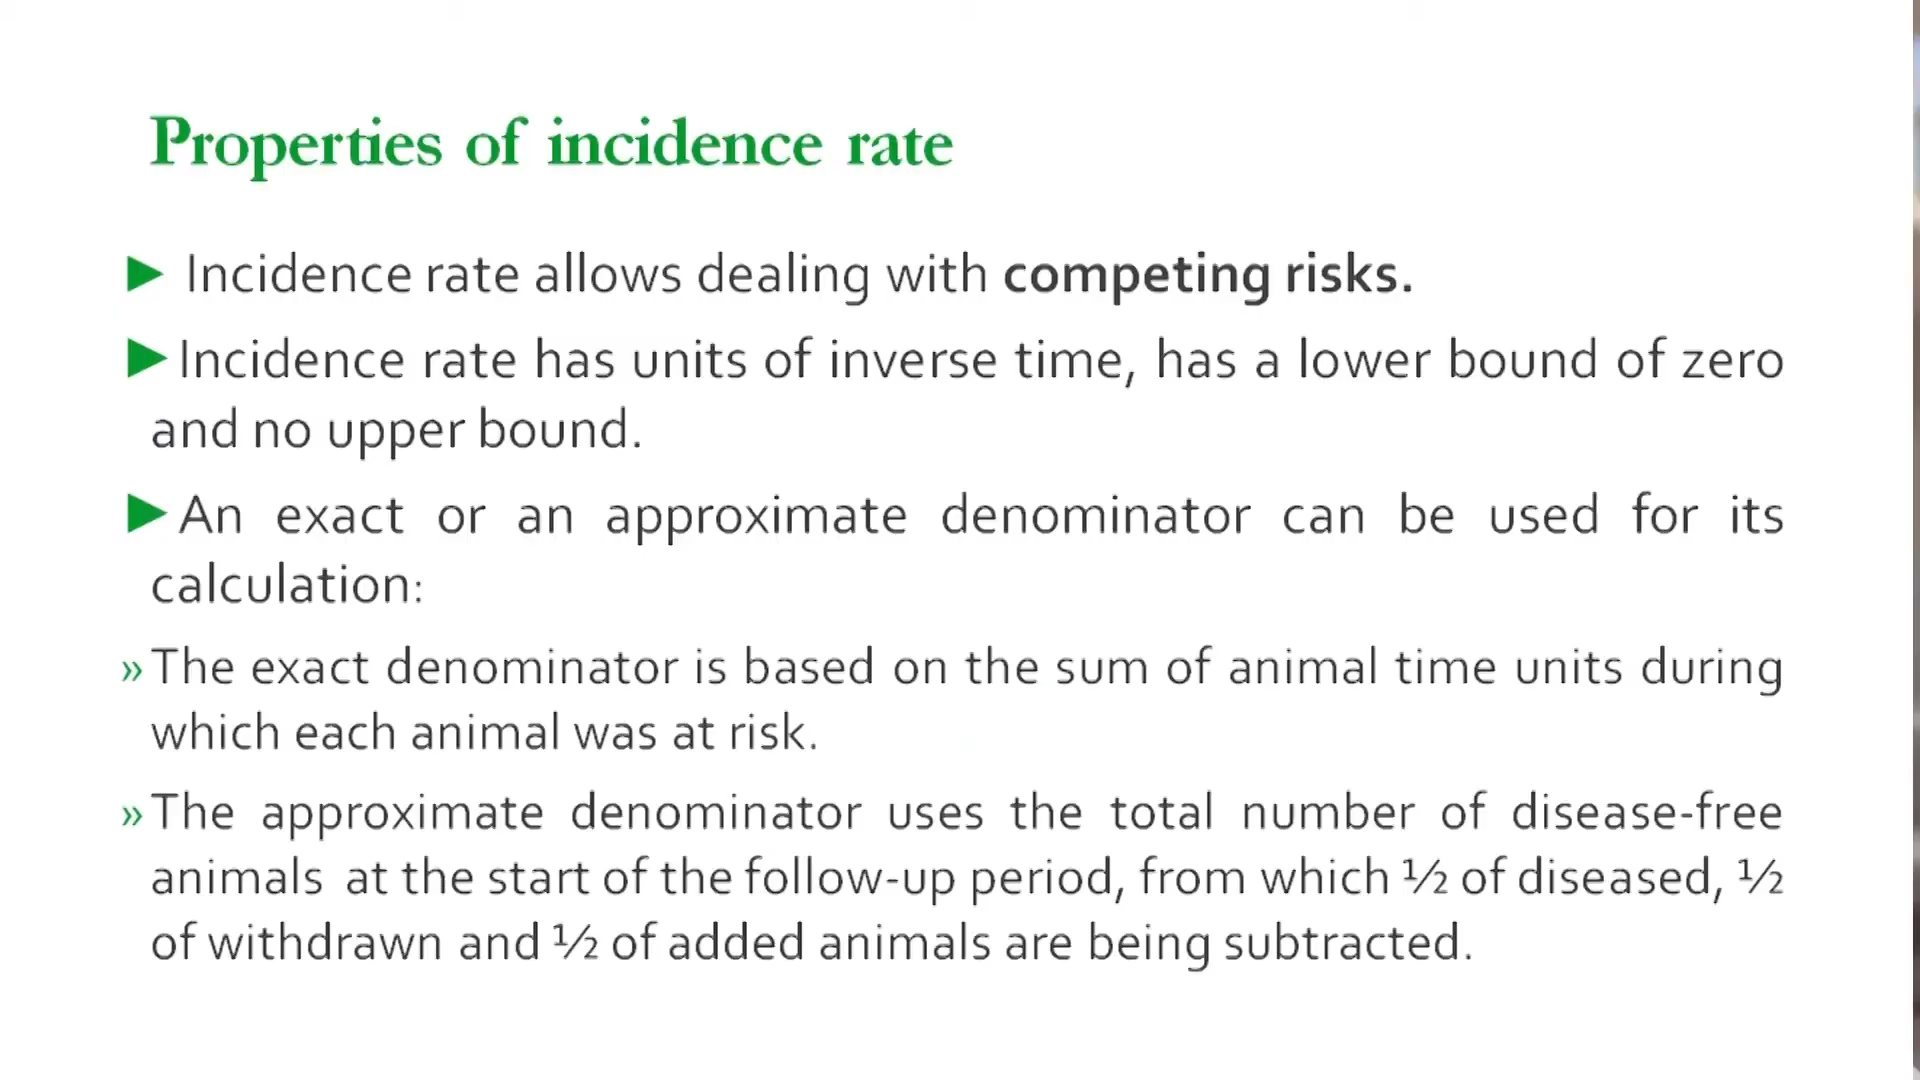 Properties of incidence rate
► Incidence rate allows dealing with competing risks.
►Incidence rate has units of inverse time, has a lower bound of zero
and no upper bound.
►An exact or an approximate denominator can be used for its
calculation:
»The exact denominator is based on the sum of animal time units during
which each animal was at risk.
»The approximate denominator uses the total number of disease-free
animals at the start of the follow-up period, from which ½ of diseased, ½
of withdrawn and ½ of added animals are being subtracted.